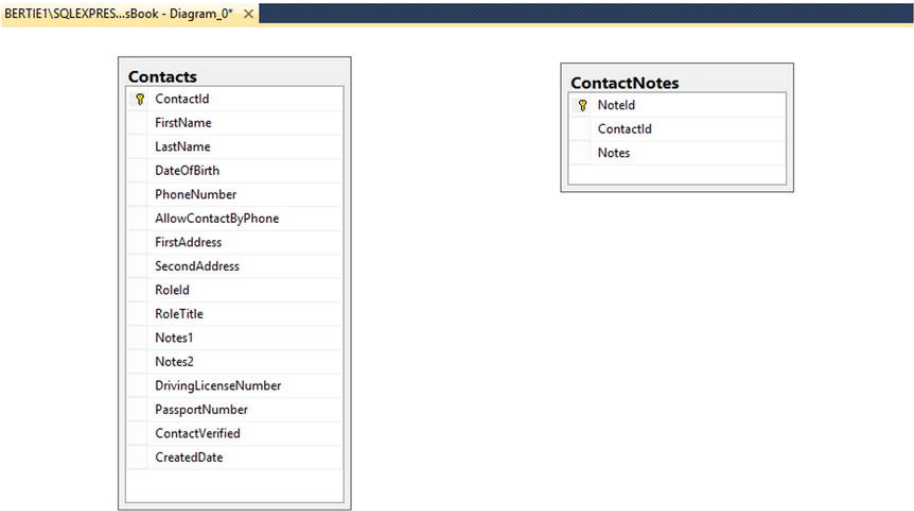 BERTIE1\SQLEXPRES...sBook - Diagram_0*
Contacts
ContactId
FirstName
LastName
DateOfBirth
PhoneNumber
AllowContactByPhone
FirstAddress
SecondAddress
RoleId
RoleTitle
Notes1
Notes2
DrivingLicenseNumber
PassportNumber
ContactVerified
CreatedDate
ContactNotes
NoteId
ContactId
Notes